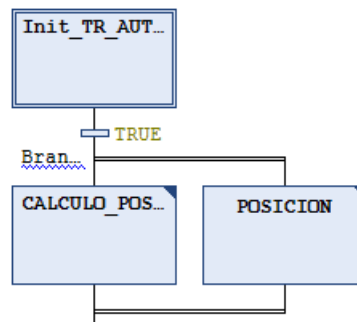 Init_TR_AUT...
TRUE
Bran...
CALCULO_POS...
POSICION